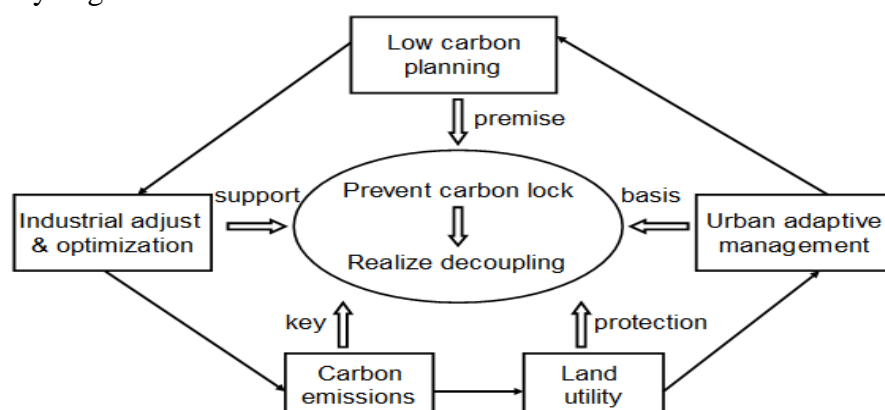 Low carbon
planning
premise
support
Prevent carbon lock
basis
Industrial adjust
& optimization
Urban adaptive
management
Realize decoupling
key
protection
Carbon
emissions
Land
utility